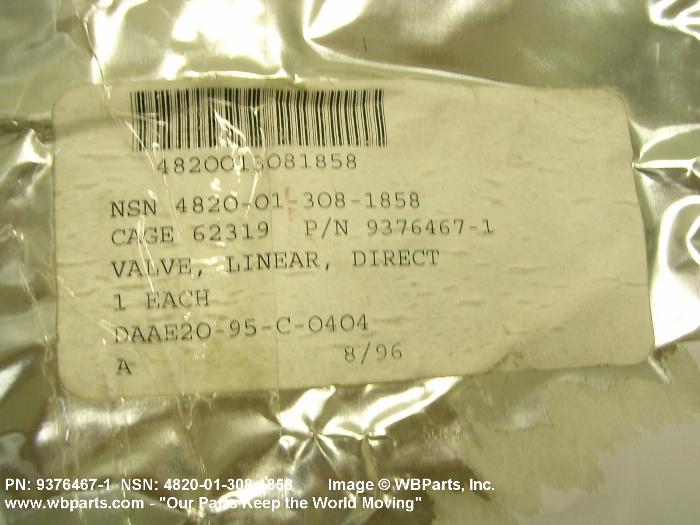 4820013081858
NSN 4820-01-308-1858
CAGE 62319 P/N 9376467-1
VALVE, LINEAR, DIRECT
1 EACH
DAAE20-95-C-0404
A 8/96
PN: 9376467-1 NSN: 4820-01-308-1858 Image © WBParts, Inc.
www.wbparts.com - "Our Parts Keep the World Moving"